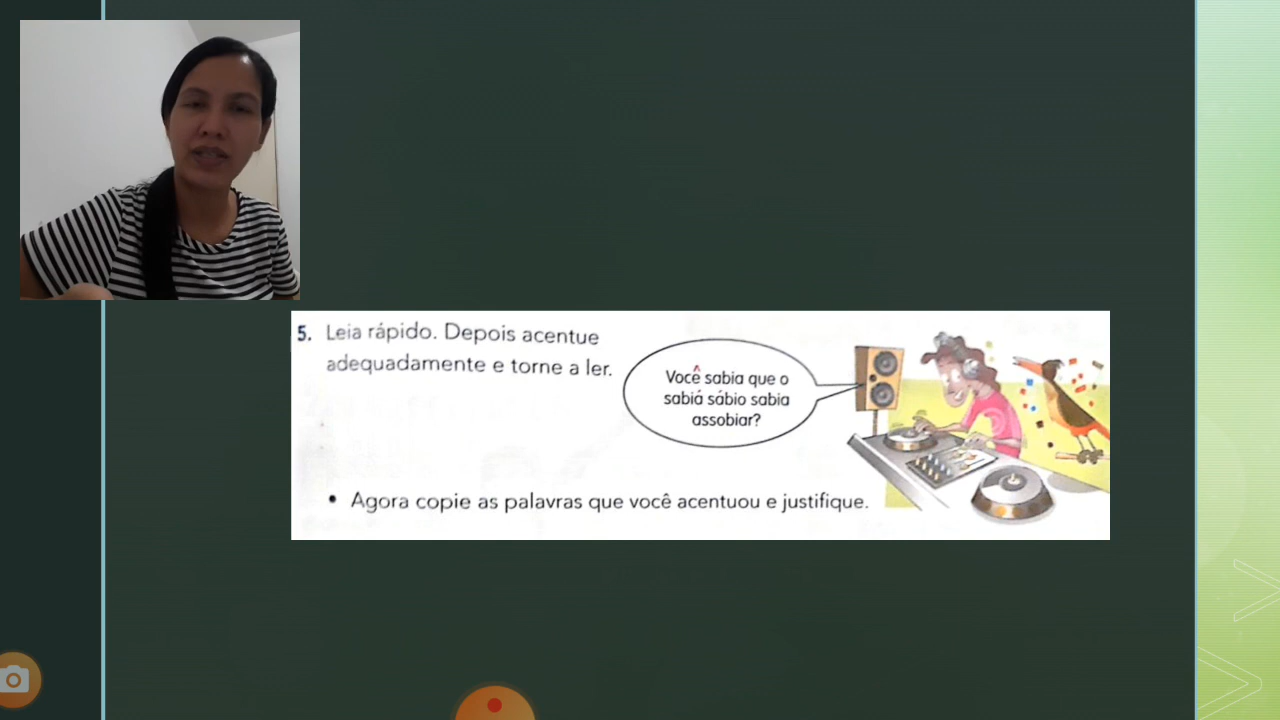 5. Leia rápido. Depois acentue
adequadamente e torne a ler.
Você sabia que o
sabiá sábio sabia
assobiar?
• Agora copie as palavras que você acentuou e justifique.